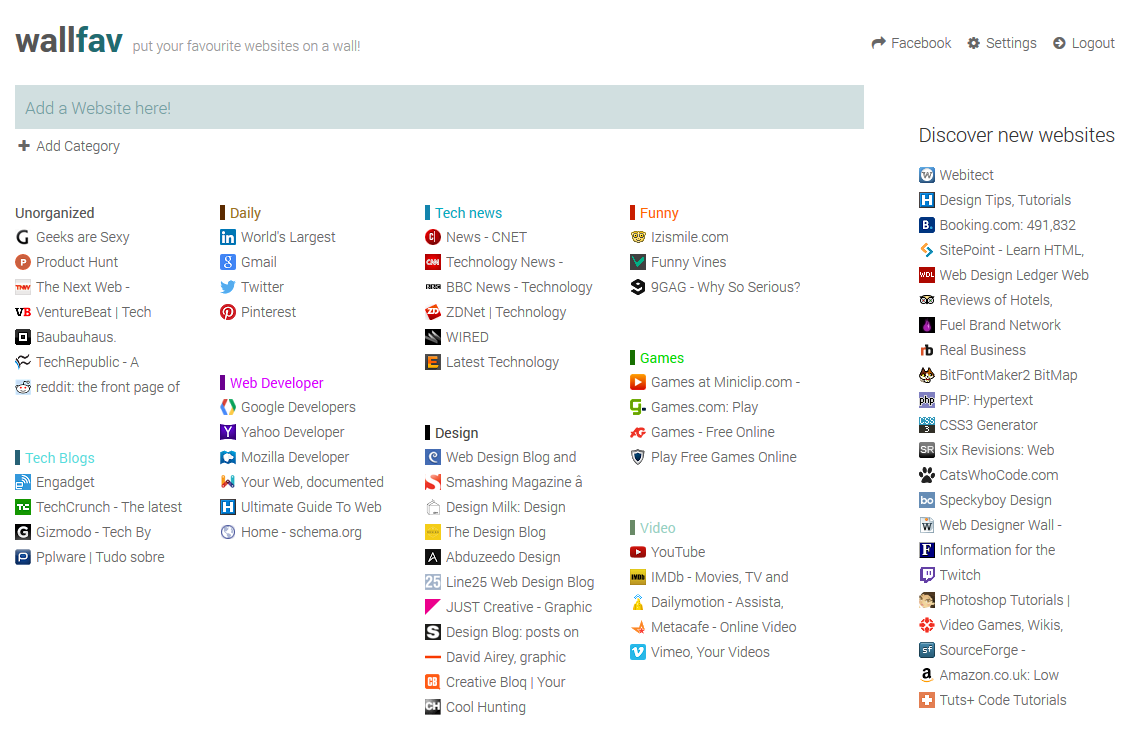 wallfav put your favourite websites on a wall!
Facebook Settings Logout
Add a Website here!
Add Category
Unorganized
Geeks are Sexy
Product Hunt
The Next Web -
VentureBeat | Tech
Baubauhaus.
TechRepublic - A
reddit: the front page of
Tech Blogs
Engadget
TechCrunch - The latest
Gizmodo - Tech By
Pplware | Tudo sobre
Daily
World's Largest
Gmail
Twitter
Pinterest
Web Developer
Google Developers
Yahoo Developer
Mozilla Developer
Your Web, documented
Ultimate Guide To Web
Home - schema.org
Tech news
News - CNET
Technology News -
BBC News - Technology
ZDNet | Technology
WIRED
Latest Technology
Design
Web Design Blog and
Smashing Magazine â
Design Milk: Design
The Design Blog
Abduzeedo Design
Line25 Web Design Blog
JUST Creative - Graphic
Design Blog: posts on
David Airey, graphic
Creative Bloq | Your
Cool Hunting
Funny
Izismile.com
Funny Vines
9GAG - Why So Serious?
Games
Games at Miniclip.com -
Games.com: Play
Games - Free Online
Play Free Games Online
Video
YouTube
IMDb - Movies, TV and
Dailymotion - Assista,
Metacafe - Online Video
Vimeo, Your Videos
Discover new websites
Webitect
Design Tips, Tutorials
Booking.com: 491,832
SitePoint - Learn HTML,
Web Design Ledger Web
Reviews of Hotels,
Fuel Brand Network
Real Business
BitFontMaker2 BitMap
PHP: Hypertext
CSS3 Generator
Six Revisions: Web
CatsWhoCode.com
Speckyboy Design
Web Designer Wall -
Information for the
Twitch
Photoshop Tutorials |
Video Games, Wikis,
SourceForge -
Amazon.co.uk: Low
Tuts+ Code Tutorials